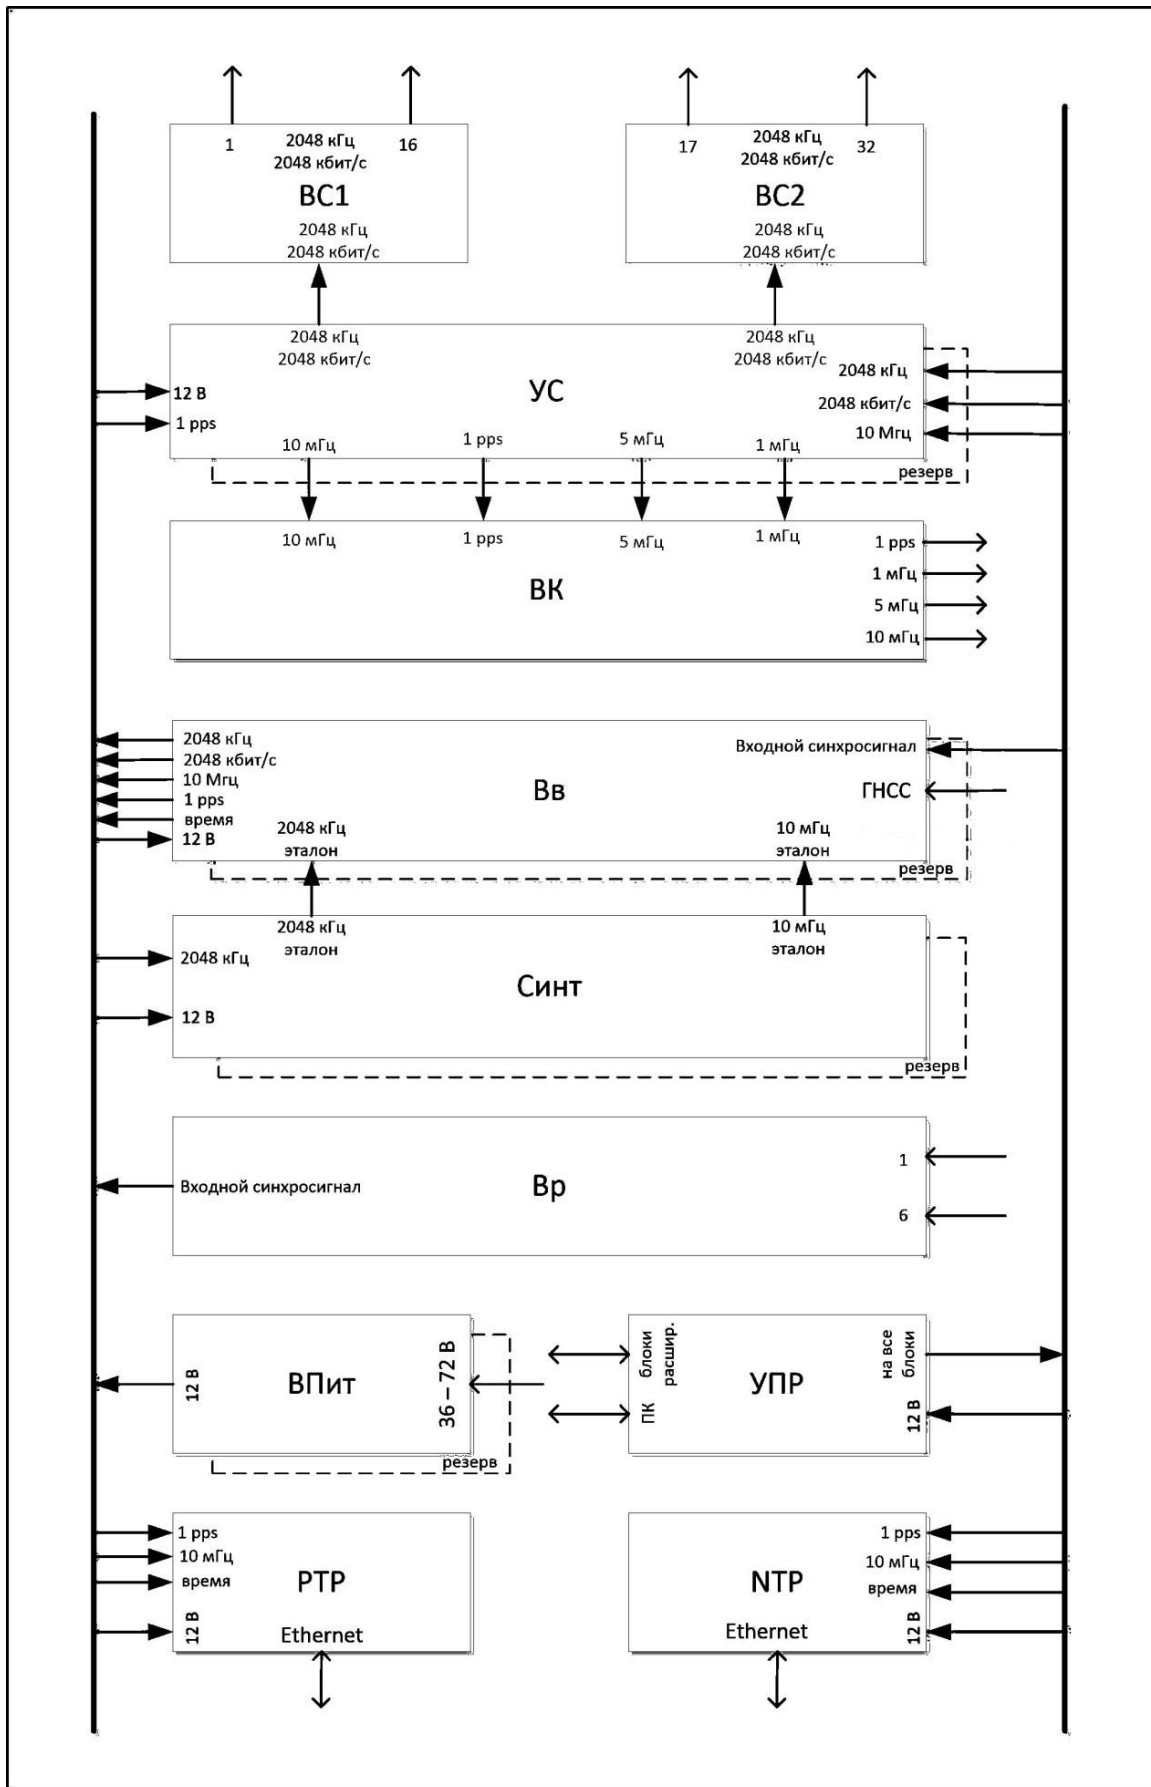 1
2048 кГц
2048 кбит/с
16
ВС1
2048 кГц
2048 кбит/с
17
2048 кГц
2048 кбит/с
32
ВС2
2048 кГц
2048 кбит/с
2048 кГц
2048 кбит/с
2048 кГц
2048 кбит/с
12 В
1 pps
УС
2048 кГц
2048 кбит/с
10 Мгц
10 мГц
1 pps
5 мГц
1 мГц
резерв
10 мГц
1 pps
5 мГц
1 мГц
ВК
1 pps
1 мГц
5 мГц
10 мГц
2048 кГц
2048 кбит/с
10 Мгц
1 pps
время
12 В
Вв
Входной синхросигнал
ГНСС
2048 кГц
эталон
10 мГц
эталон
резерв
2048 кГц
эталон
10 мГц
эталон
2048 кГц
12 В
Синт
резерв
Входной синхросигнал
Вр
1
6
12 В
ВПит
36 – 72 В
резерв
блоки
расшир.
ПК
УПР
на все
блоки
12 В
1 pps
10 мГц
время
12 В
PTP
Ethernet
NTP
Ethernet
1 pps
10 мГц
время
12 В